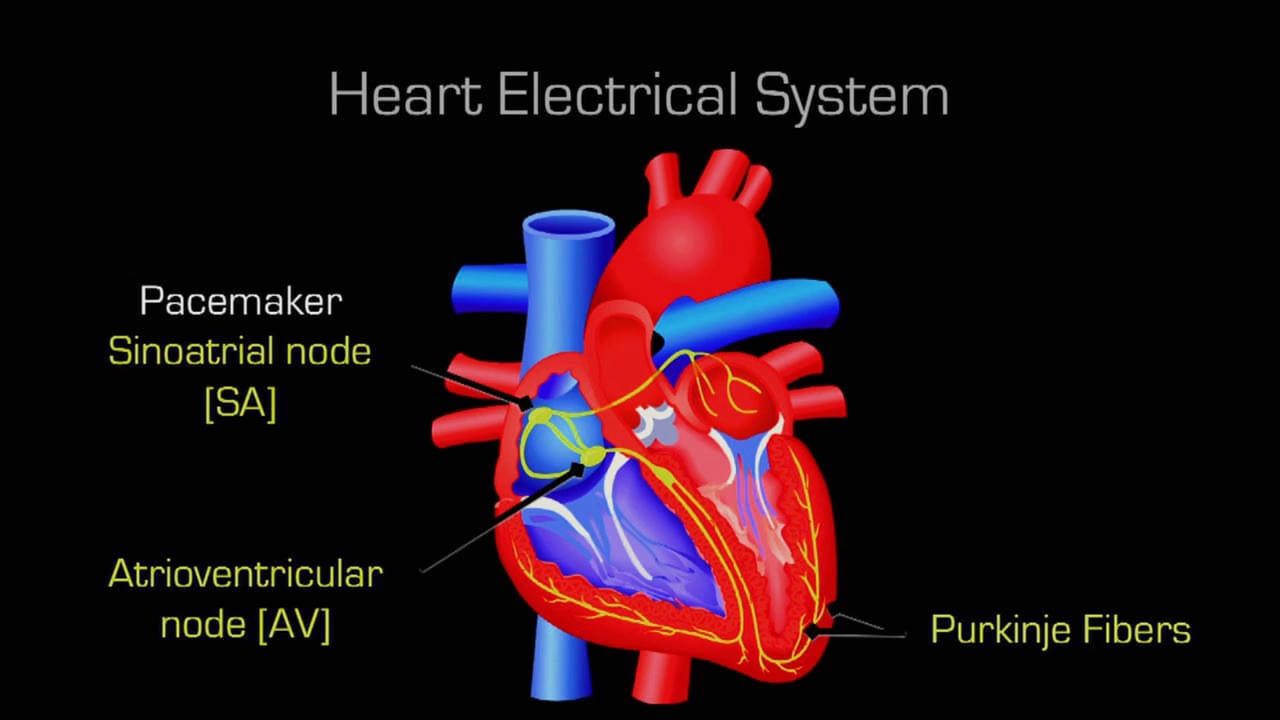 Heart Electrical System
Pacemaker
Sinoatrial node
[SA]
Atrioventricular
node [AV]
Purkinje Fibers